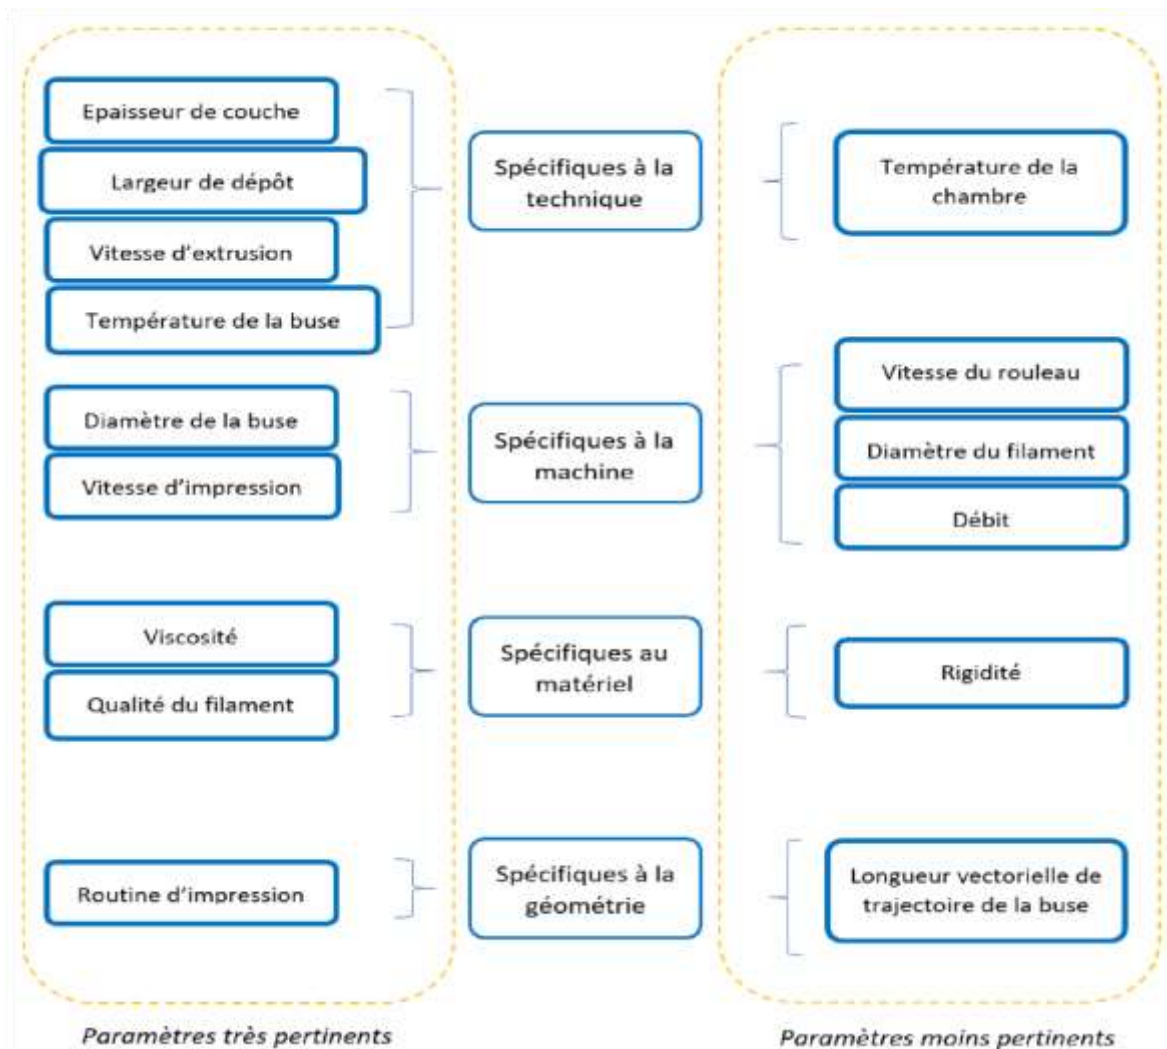 Epaisseur de couche
Largeur de dépôt
Vitesse d'extrusion
Température de la buse
Spécifiques à la
technique
Température de la
chambre
Diamètre de la buse
Vitesse d'impression
Spécifiques à la
machine
Vitesse du rouleau
Diamètre du filament
Débit
Viscosité
Qualité du filament
Spécifiques au
matériel
Rigidité
Routine d'impression
Spécifiques à la
géométrie
Longueur vectorielle de
trajectoire de la buse
Paramètres très pertinents
Paramètres moins pertinents